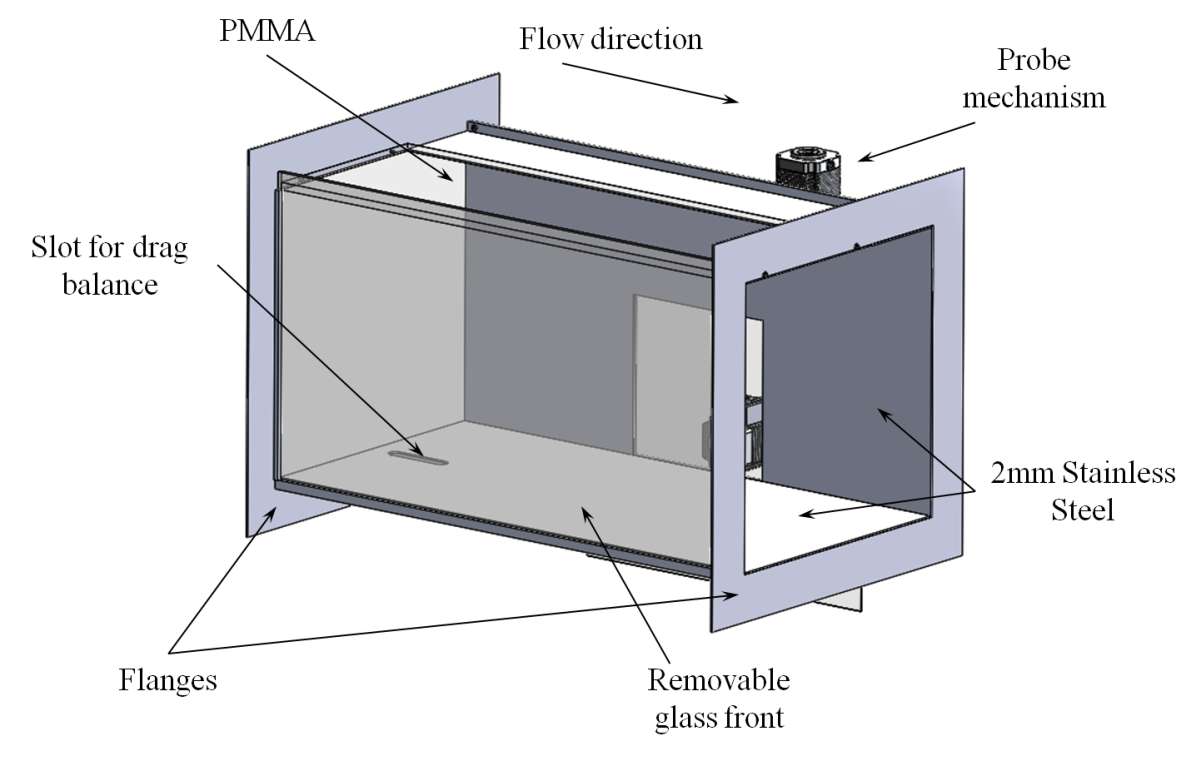 PMMA
Flow direction
Probe
mechanism
Slot for drag
balance
2mm Stainless
Steel
Flanges
Removable
glass front